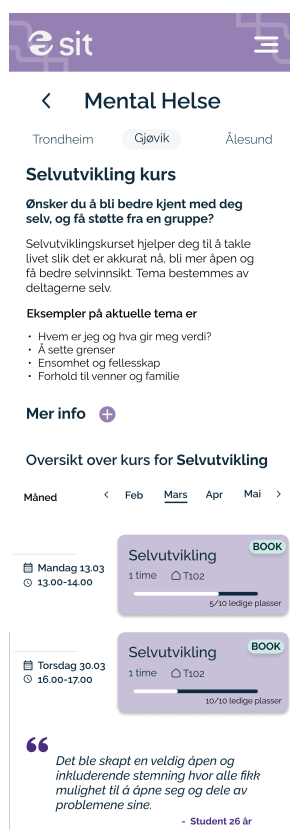 sit
Mental Helse
Trondheim Gjøvik Ålesund
Selvutvikling kurs
Ønsker du å bli bedre kjent med deg
selv, og få støtte fra en gruppe?
Selvutviklingskurset hjelper deg til å takle
livet slik det er akkurat nå, bli mer åpen og
få bedre selvinnsikt. Tema bestemmes av
deltagerne selv.
Eksempler på aktuelle tema er
• Hvem er jeg og hva gir meg verdi?
• Å sette grenser
• Ensomhet og fellesskap
• Forhold til venner og familie
Mer info
Oversikt over kurs for Selvutvikling
Måned Feb Mars Apr Mai
BOOK
Selvutvikling
Mandag 13.03
13.00-14.00
1 time T102
5/10 ledige plasser
BOOK
Selvutvikling
Torsdag 30.03
16.00-17.00
1 time T102
10/10 ledige plasser
“
Det ble skapt en veldig åpen og
inkluderende stemning hvor alle fikk
mulighet til å åpne seg og dele av
problemene sine.
- Student 26 år